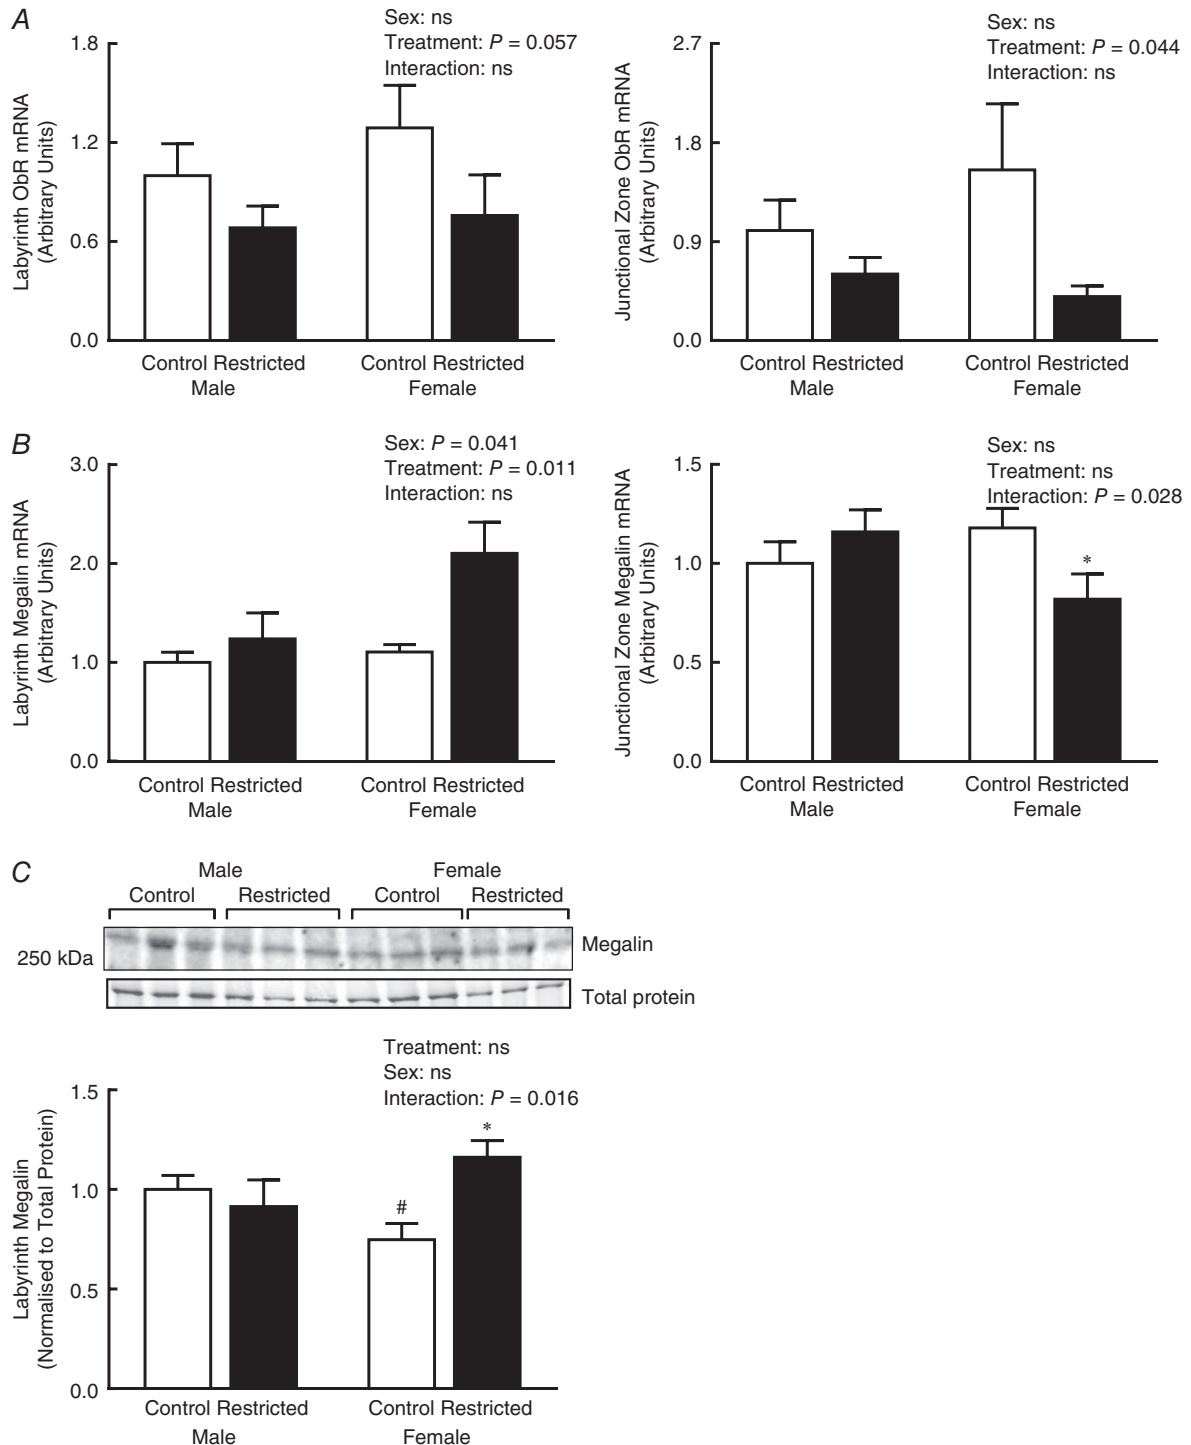 A
Sex: ns
Treatment: P = 0.057
Interaction: ns
Labyrinth ObR mRNA
(Arbitrary Units)
1.8
1.2
0.6
0.0
Control Restricted
Male
Control Restricted
Female
Sex: ns
Treatment: P = 0.044
Interaction: ns
Junctional Zone ObR mRNA
(Arbitrary Units)
2.7
1.8
0.9
0.0
Control Restricted
Male
Control Restricted
Female
B
Sex: P = 0.041
Treatment: P = 0.011
Interaction: ns
Labyrinth Megalin mRNA
(Arbitrary Units)
3.0
2.0
1.0
0.0
Control Restricted
Male
Control Restricted
Female
Sex: ns
Treatment: ns
Interaction: P = 0.028
Junctional Zone Megalin mRNA
(Arbitrary Units)
1.5
1.0
0.5
0.0
*
Control Restricted
Male
Control Restricted
Female
C
Male
Female
Control
Restricted
Control
Restricted
250 kDa
Megalin
Total protein
Treatment: ns
Sex: ns
Interaction: P = 0.016
Labyrinth Megalin
(Normalised to Total Protein)
1.5
1.0
0.5
0.0
#
*
Control Restricted
Male
Control Restricted
Female